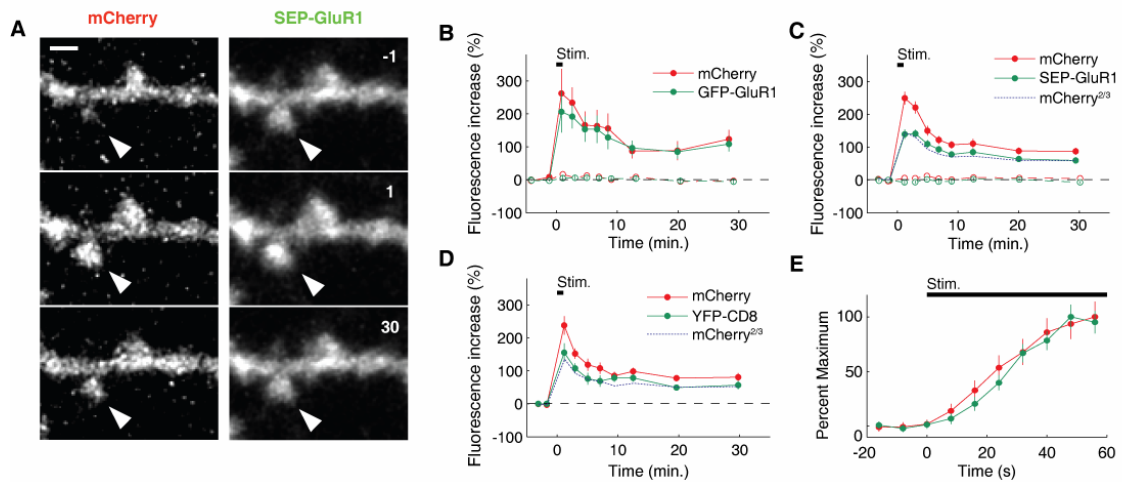 mCherry
SEP-GluR1
A
-1
1
30
B
Stim.
mCherry
GFP-GluR1
Fluorescence increase (%)
300
200
100
0
-100
0
10
20
30
Time (min.)
C
Stim.
mCherry
SEP-GluR1
mCherry2/3
Fluorescence increase (%)
300
200
100
0
-100
0
10
20
30
Time (min.)
D
Stim.
mCherry
YFP-CD8
mCherry2/3
Fluorescence increase (%)
300
200
100
0
-100
0
10
20
30
Time (min.)
E
Stim.
Percent Maximum
100
50
0
-20
0
20
40
60
Time (s)